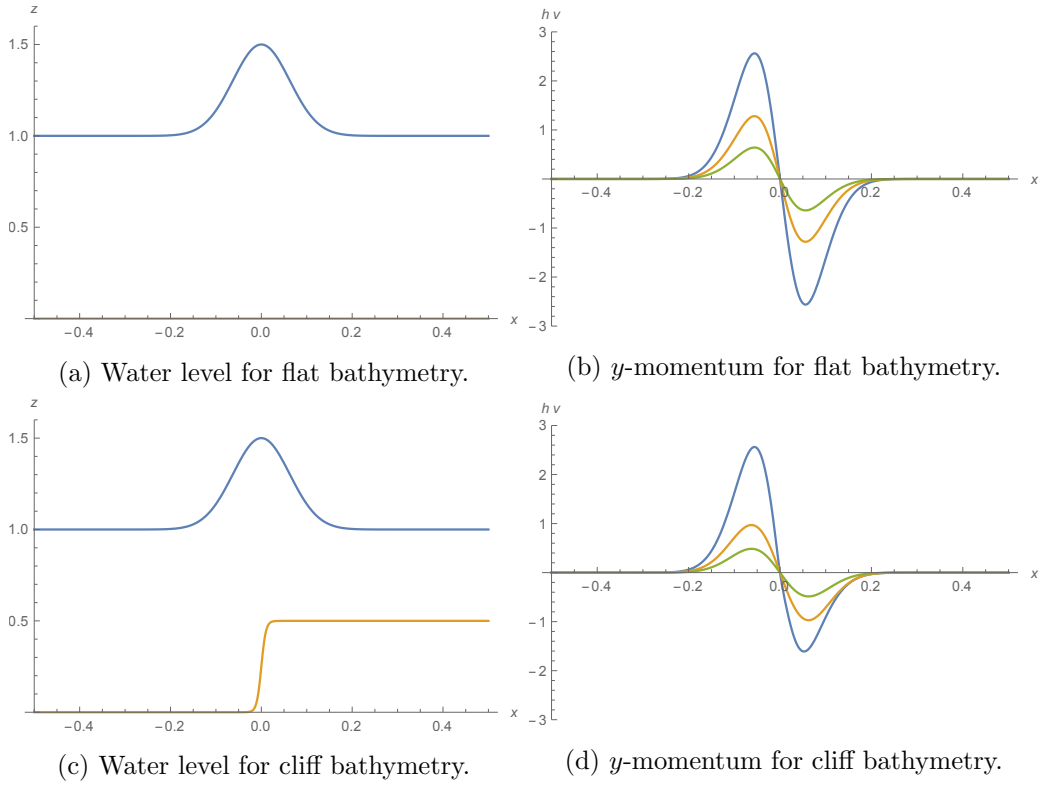 z
1.5
1.0
0.5
−0.4 −0.2 0.0 0.2 0.4 x
(a) Water level for flat bathymetry.
h v
3
2
1
−0.4 −0.2 0.0 0.2 0.4 x
−1
−2
−3
(b) y-momentum for flat bathymetry.
z
1.5
1.0
0.5
−0.4 −0.2 0.0 0.2 0.4 x
(c) Water level for cliff bathymetry.
h v
3
2
1
−0.4 −0.2 0.0 0.2 0.4 x
−1
−2
−3
(d) y-momentum for cliff bathymetry.